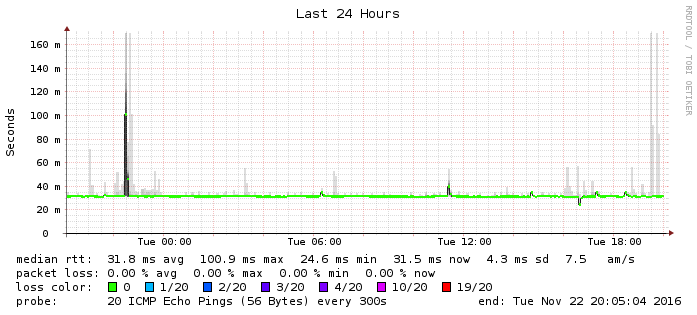 Last 24 Hours
RRDTOOL / TOBI OETIKER
Seconds
160 m
140 m
120 m
100 m
80 m
60 m
40 m
20 m
0
Tue 00:00 Tue 06:00 Tue 12:00 Tue 18:00
median rtt: 31.8 ms avg 100.9 ms max 24.6 ms min 31.5 ms now 4.3 ms sd 7.5 am/s
packet loss: 0.00 % avg 0.00 % max 0.00 % min 0.00 % now
loss color: 0 1/20 2/20 3/20 4/20 10/20 19/20
probe: 20 ICMP Echo Pings (56 Bytes) every 300s end: Tue Nov 22 20:05:04 2016